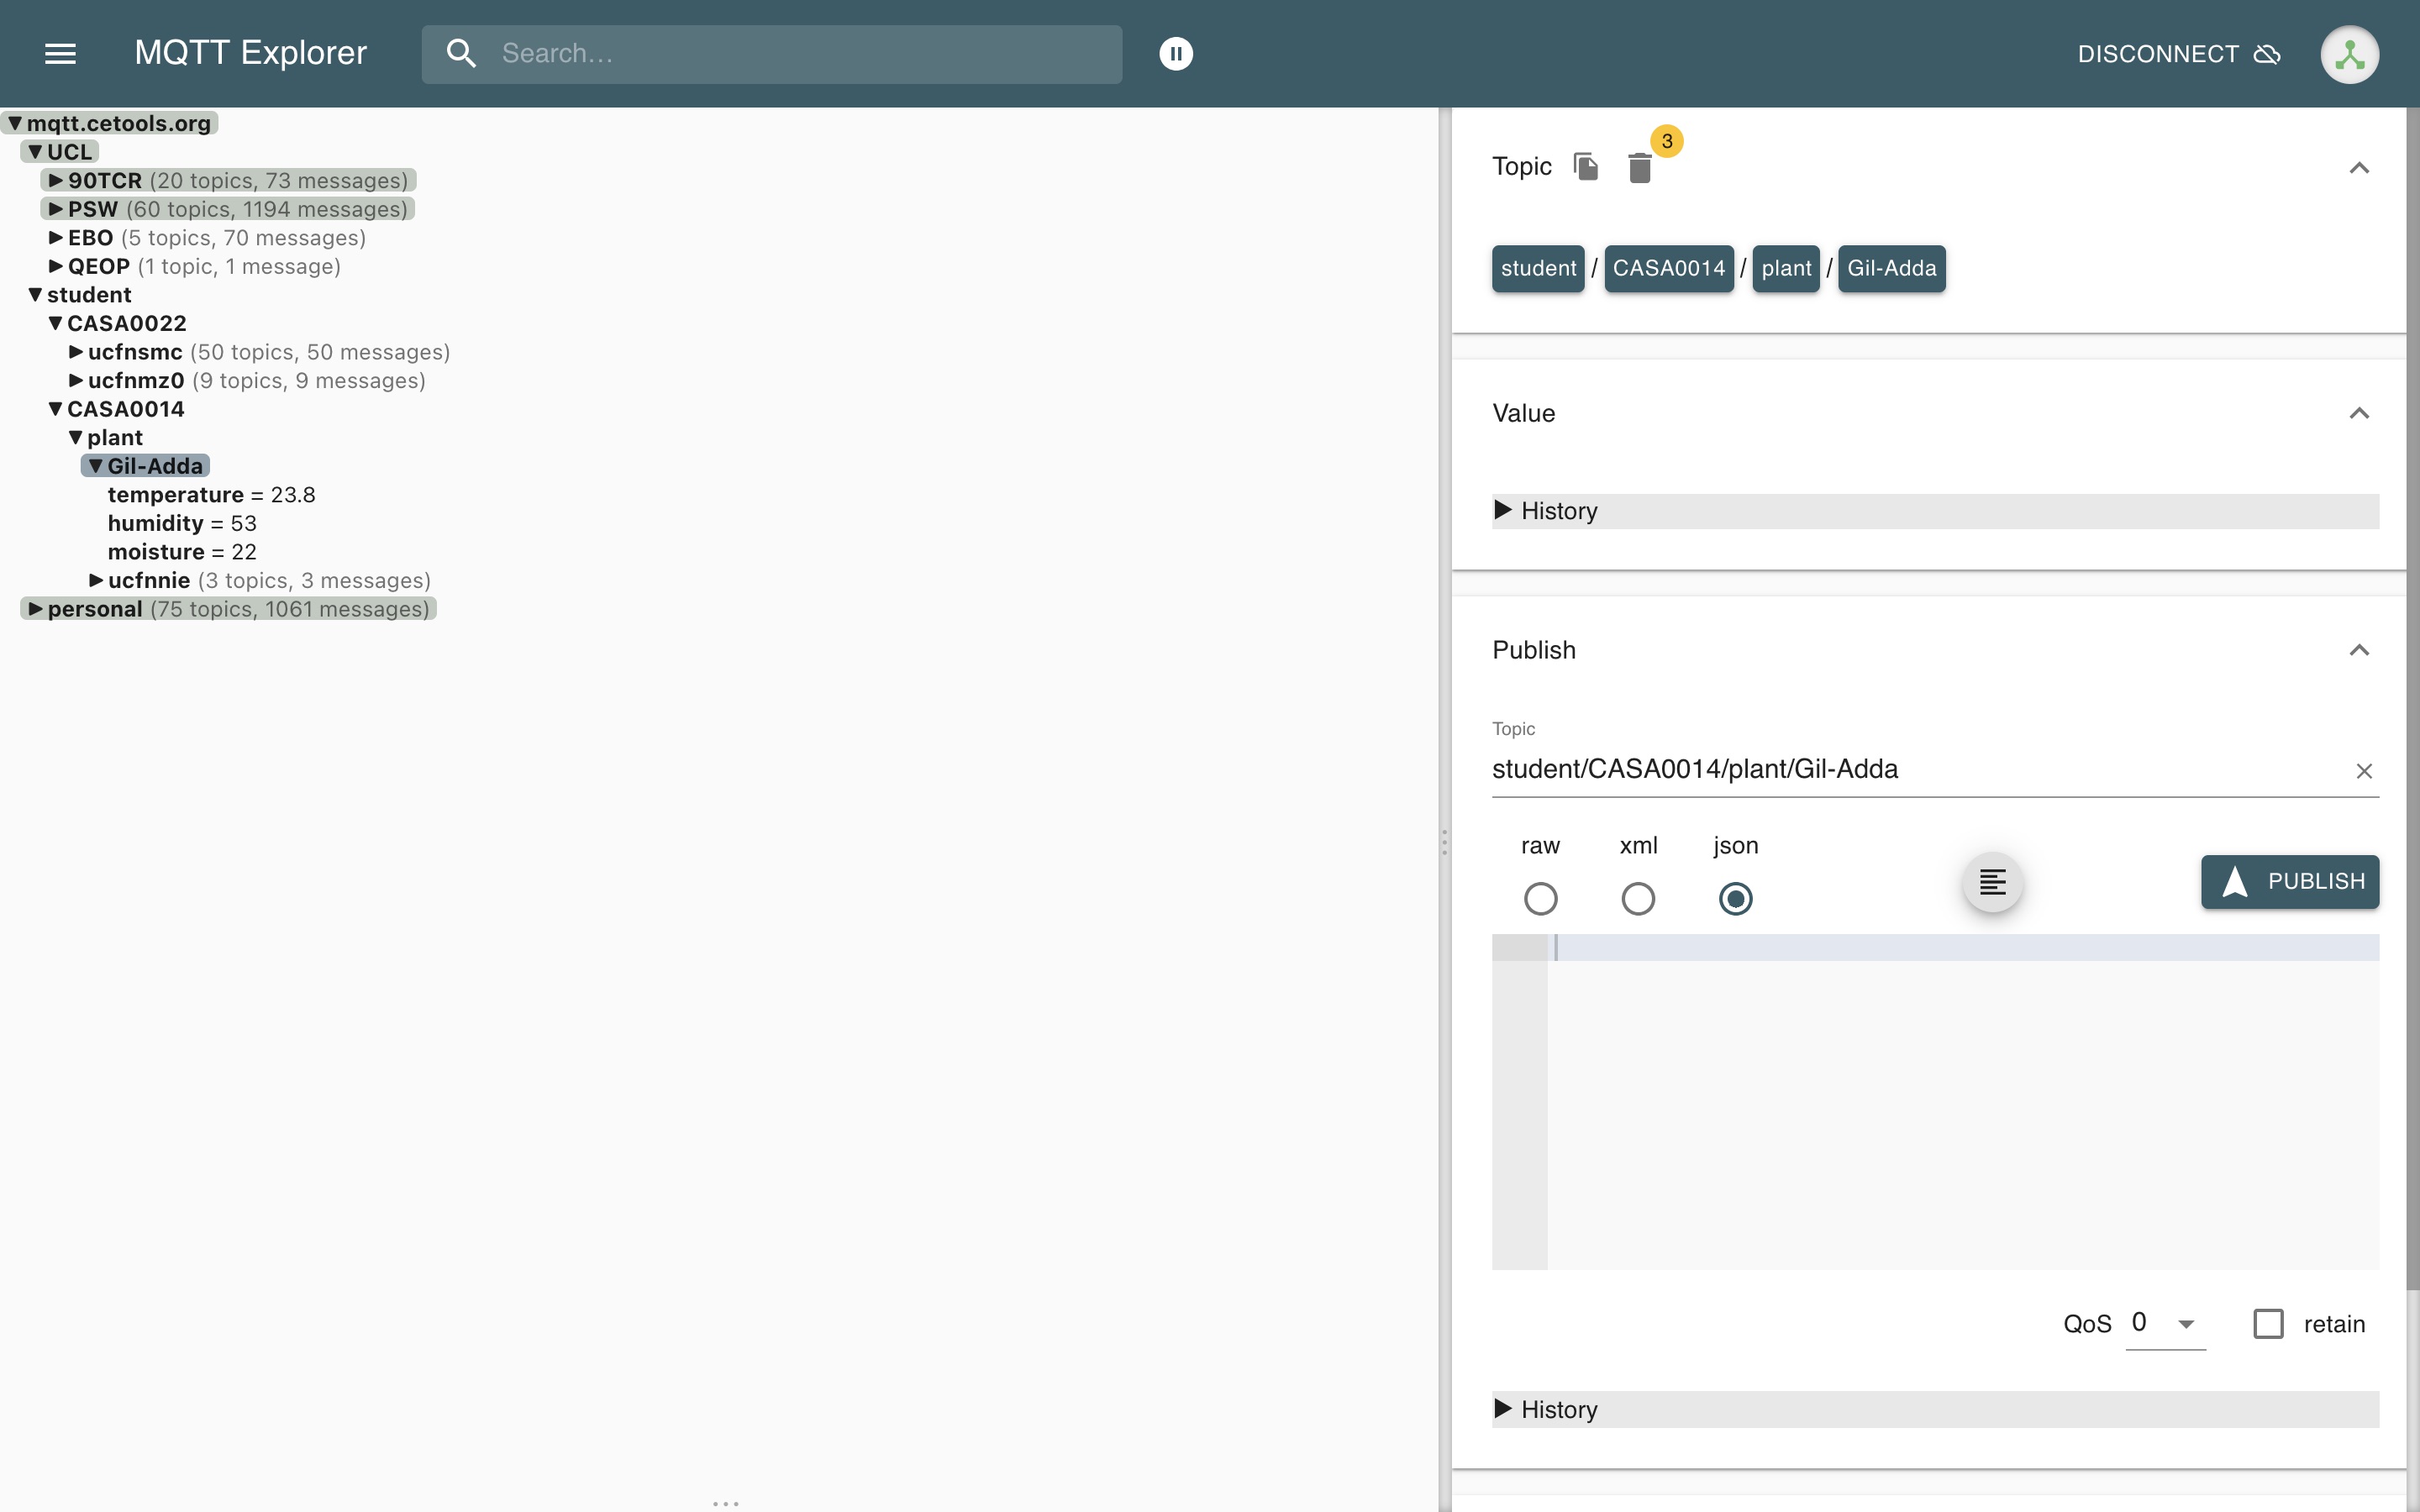 MQTT Explorer
Search...
DISCONNECT
mqtt.cetools.org
UCL
90TCR (20 topics, 73 messages)
PSW (60 topics, 1194 messages)
EBO (5 topics, 70 messages)
QEOP (1 topic, 1 message)
student
CASA0022
ucfnsmc (50 topics, 50 messages)
ucfnmz0 (9 topics, 9 messages)
CASA0014
plant
Gil-Adda
temperature = 23.8
humidity = 53
moisture = 22
ucfnnie (3 topics, 3 messages)
personal (75 topics, 1061 messages)
Topic 3
student / CASA0014 / plant / Gil-Adda
Value
History
Publish
Topic
student/CASA0014/plant/Gil-Adda
raw xml json
PUBLISH
QoS 0 retain
History